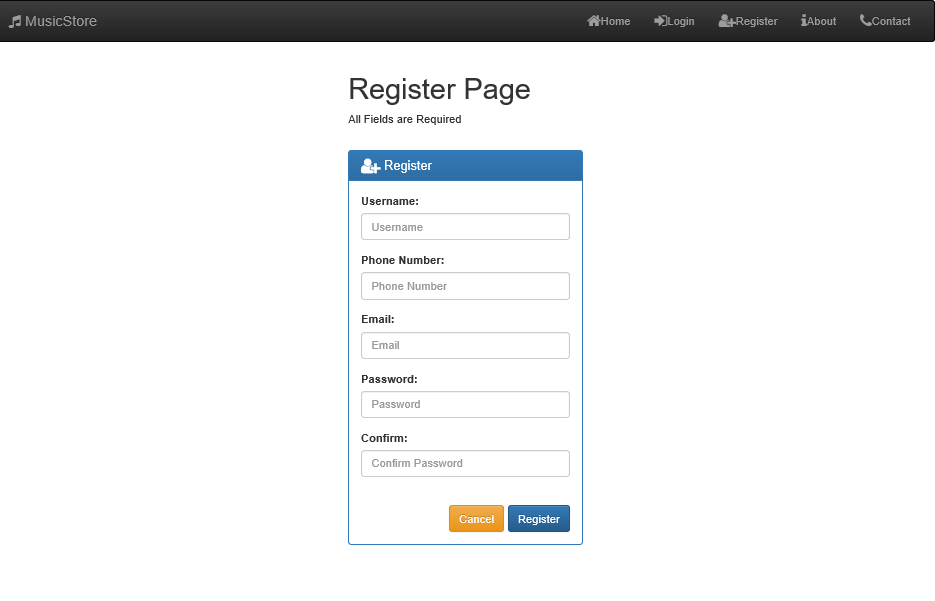 MusicStore Home Login Register About Contact
Register Page
All Fields are Required
Register
Username:
Username
Phone Number:
Phone Number
Email:
Email
Password:
Password
Confirm:
Confirm Password
Cancel Register